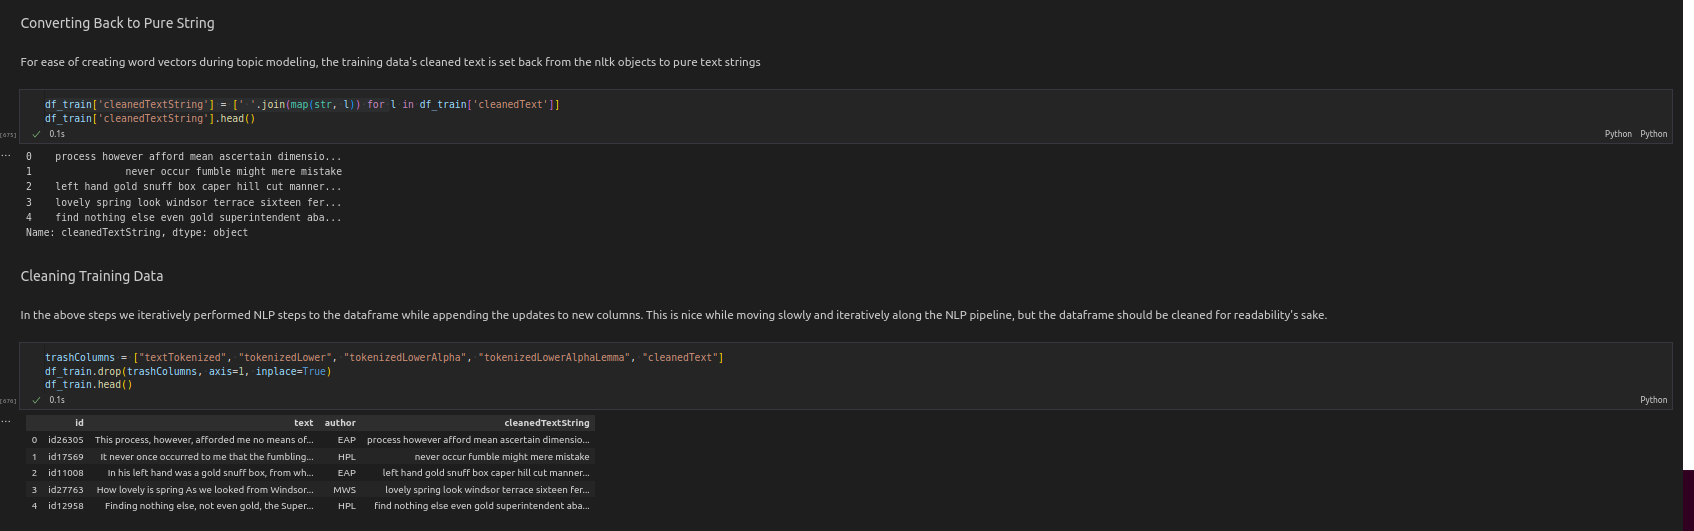 Converting Back to Pure String
For ease of creating word vectors during topic modeling, the training data's cleaned text is set back from the nltk objects to pure text strings
df_train['cleanedTextString'] = [' '.join(map(str, l)) for l in df_train['cleanedText']]
df_train['cleanedTextString'].head()
[675] ✓ 0.1s Python Python
... 0 process however afford mean ascertain dimensio...
1 never occur fumble might mere mistake
2 left hand gold snuff box caper hill cut manner...
3 lovely spring look windsor terrace sixteen fer...
4 find nothing else even gold superintendent aba...
Name: cleanedTextString, dtype: object
Cleaning Training Data
In the above steps we iteratively performed NLP steps to the dataframe while appending the updates to new columns. This is nice while moving slowly and iteratively along the NLP pipeline, but the dataframe should be cleaned for readability's sake.
trashColumns = ["textTokenized", "tokenizedLower", "tokenizedLowerAlpha", "tokenizedLowerAlphaLemma", "cleanedText"]
df_train.drop(trashColumns, axis=1, inplace=True)
df_train.head()
[676] ✓ 0.1s Python
... id text author cleanedTextString
0 id26305 This process, however, afforded me no means of... EAP process however afford mean ascertain dimensio...
1 id17569 It never once occurred to me that the fumbling... HPL never occur fumble might mere mistake
2 id11008 In his left hand was a gold snuff box, from wh... EAP left hand gold snuff box caper hill cut manner...
3 id27763 How lovely is spring As we looked from Windsor... MWS lovely spring look windsor terrace sixteen fer...
4 id12958 Finding nothing else, not even gold, the Super... HPL find nothing else even gold superintendent aba...